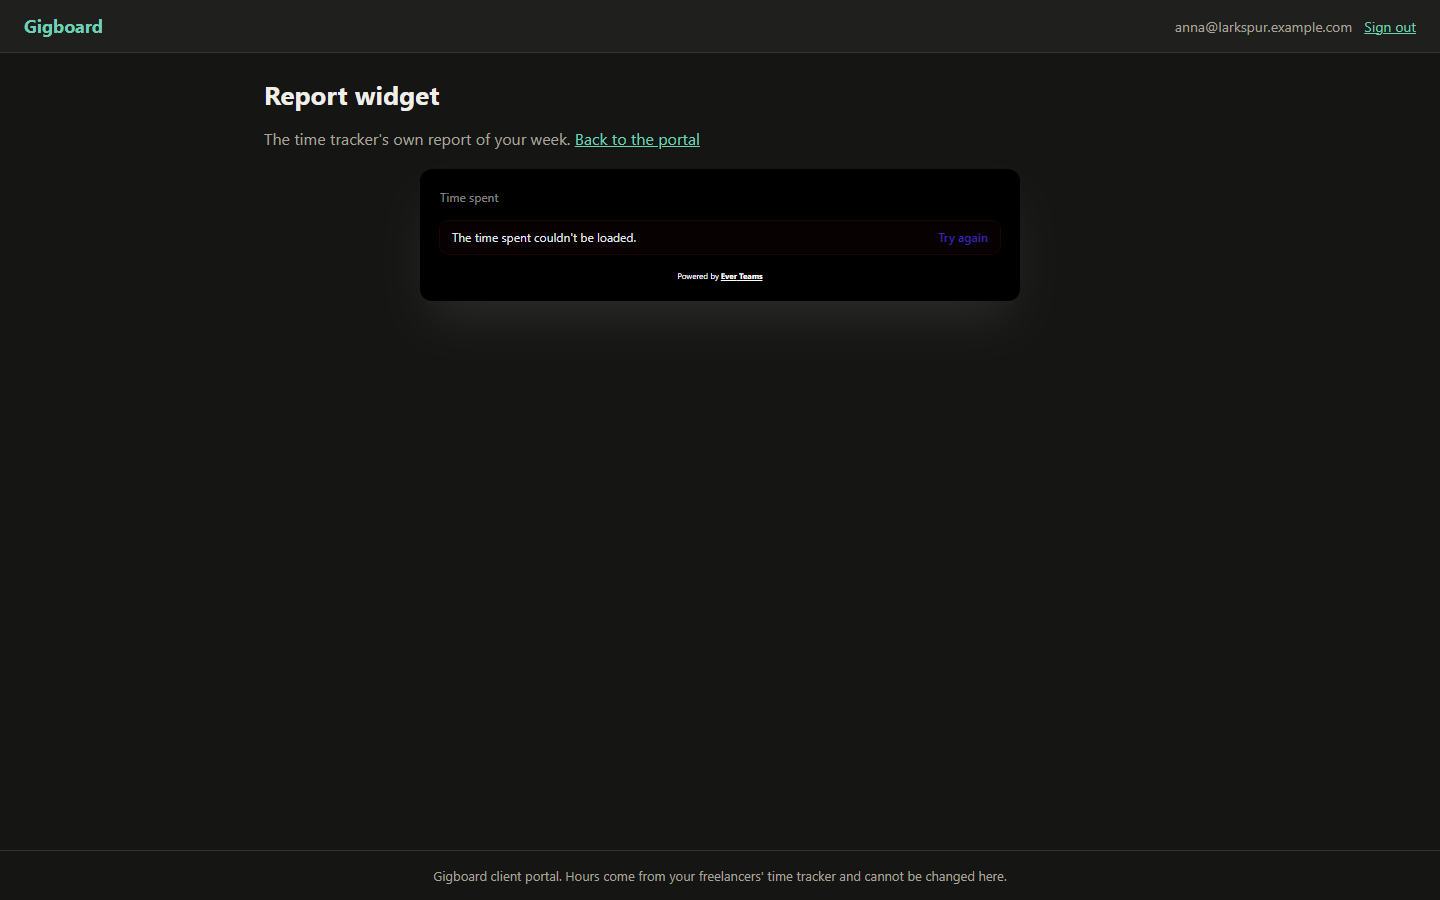 Gigboard
anna@larkspur.example.com Sign out
Report widget
The time tracker's own report of your week. Back to the portal
Time spent
The time spent couldn't be loaded. Try again
Powered by Ever Teams
Gigboard client portal. Hours come from your freelancers' time tracker and cannot be changed here.